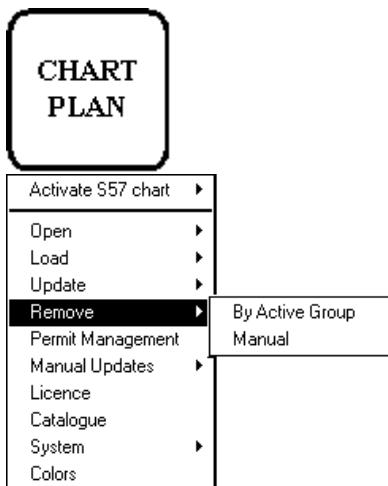 CHART
PLAN
Activate S57 chart
Open
Load
Update
Remove
By Active Group
Permit Management
Manual
Manual Updates
Licence
Catalogue
System
Colors